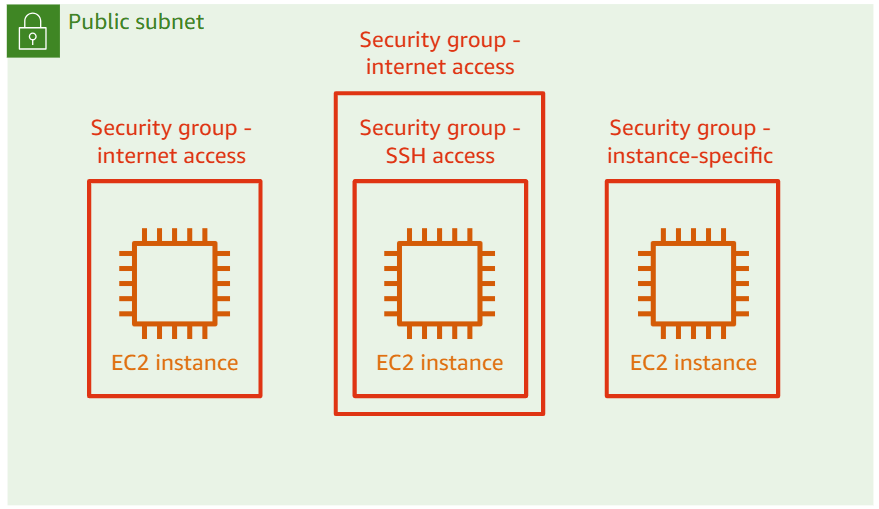 Public subnet
Security group -
internet access
Security group -
internet access
Security group -
SSH access
Security group -
instance-specific
EC2 instance
EC2 instance
EC2 instance